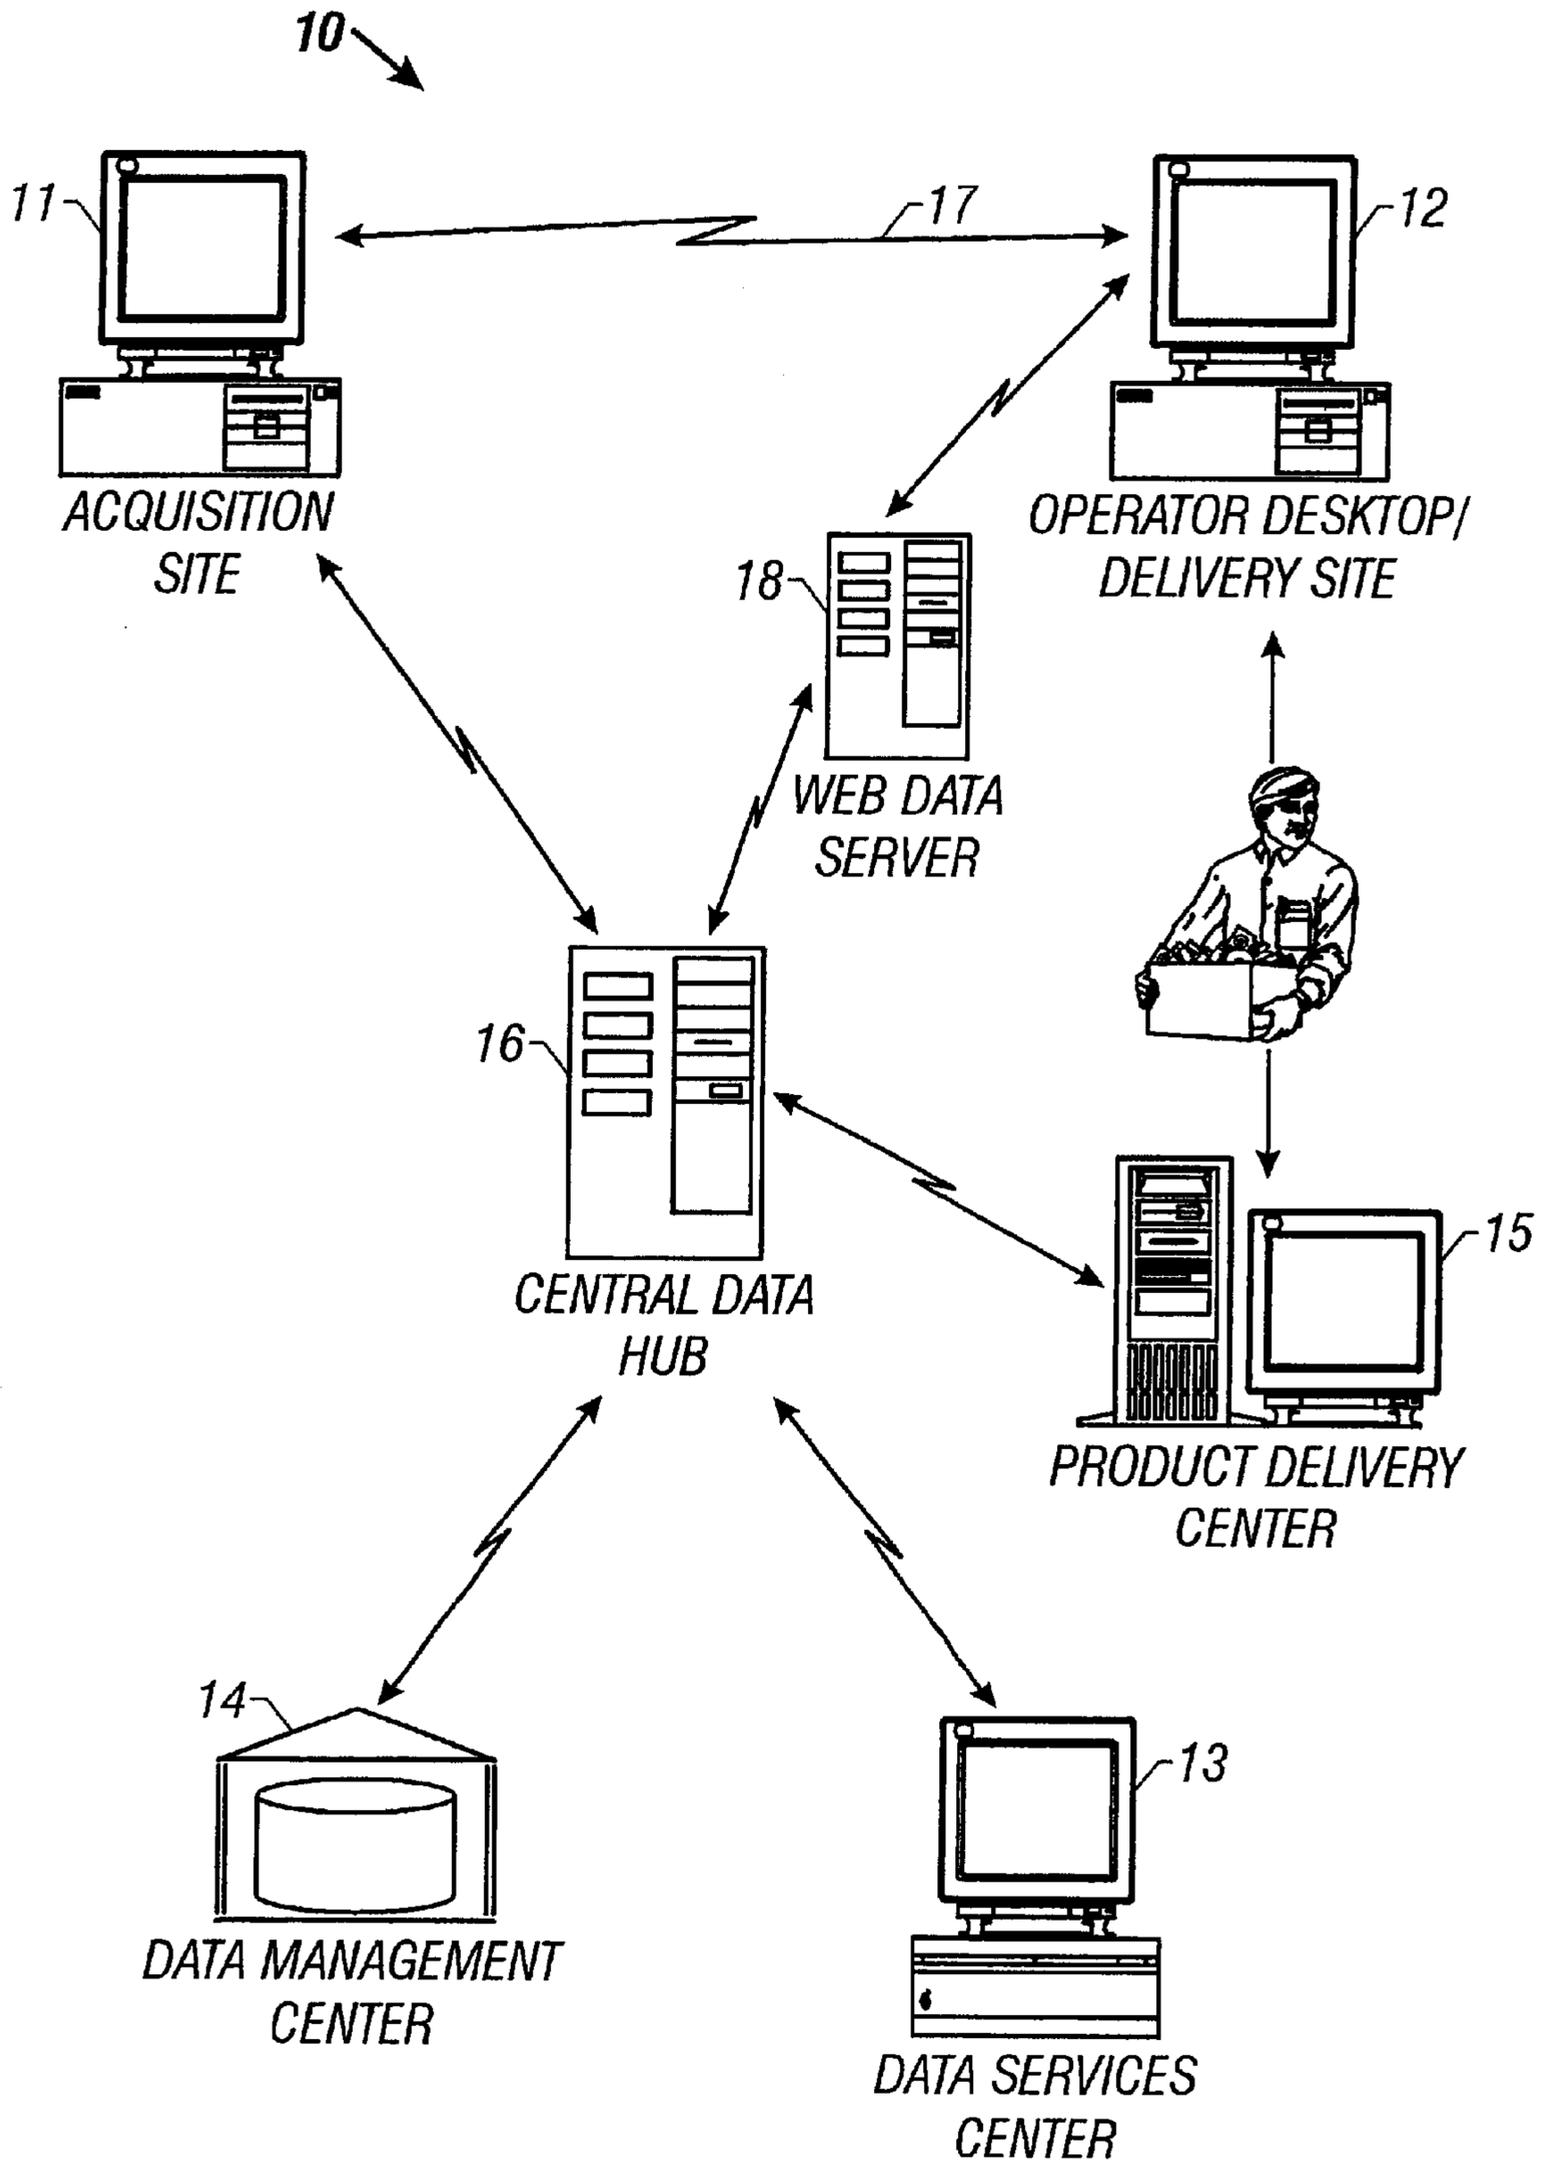 10
11
17
12
ACQUISITION
SITE
OPERATOR DESKTOP/
DELIVERY SITE
18
WEB DATA
SERVER
16
CENTRAL DATA
HUB
15
PRODUCT DELIVERY
CENTER
14
DATA MANAGEMENT
CENTER
13
DATA SERVICES
CENTER